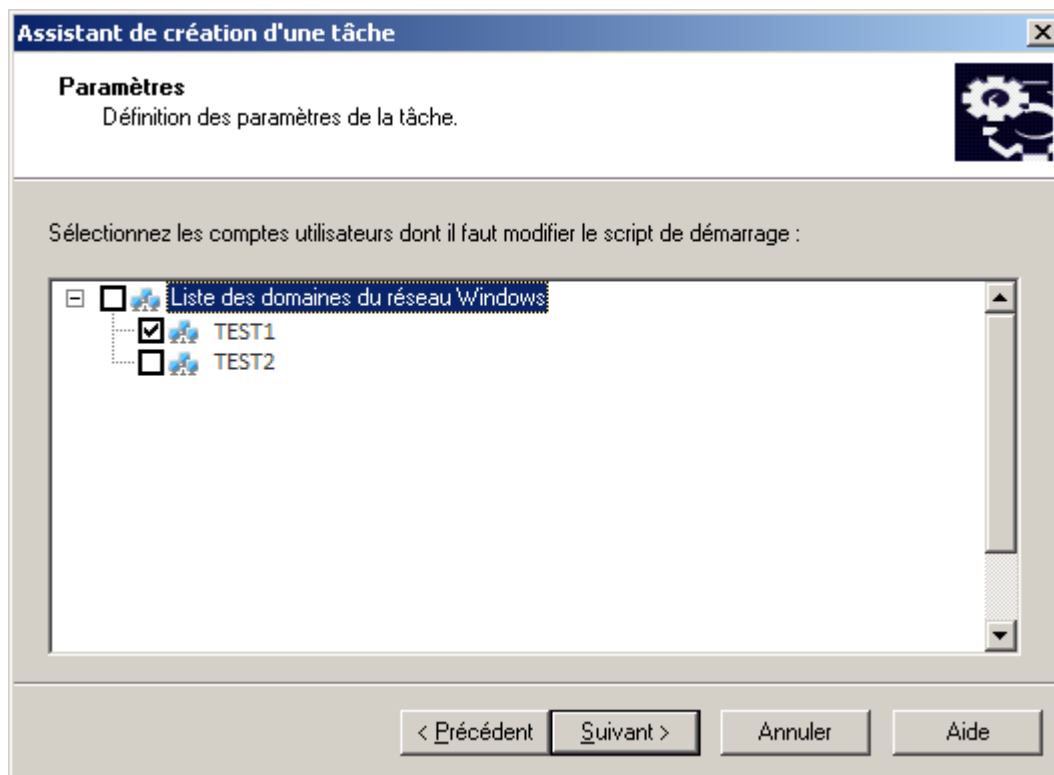 Assistant de création d'une tâche
Paramètres
Définition des paramètres de la tâche.
Sélectionnez les comptes utilisateurs dont il faut modifier le script de démarrage :
Liste des domaines du réseau Windows
TEST1
TEST2
< Précédent Suivant > Annuler Aide